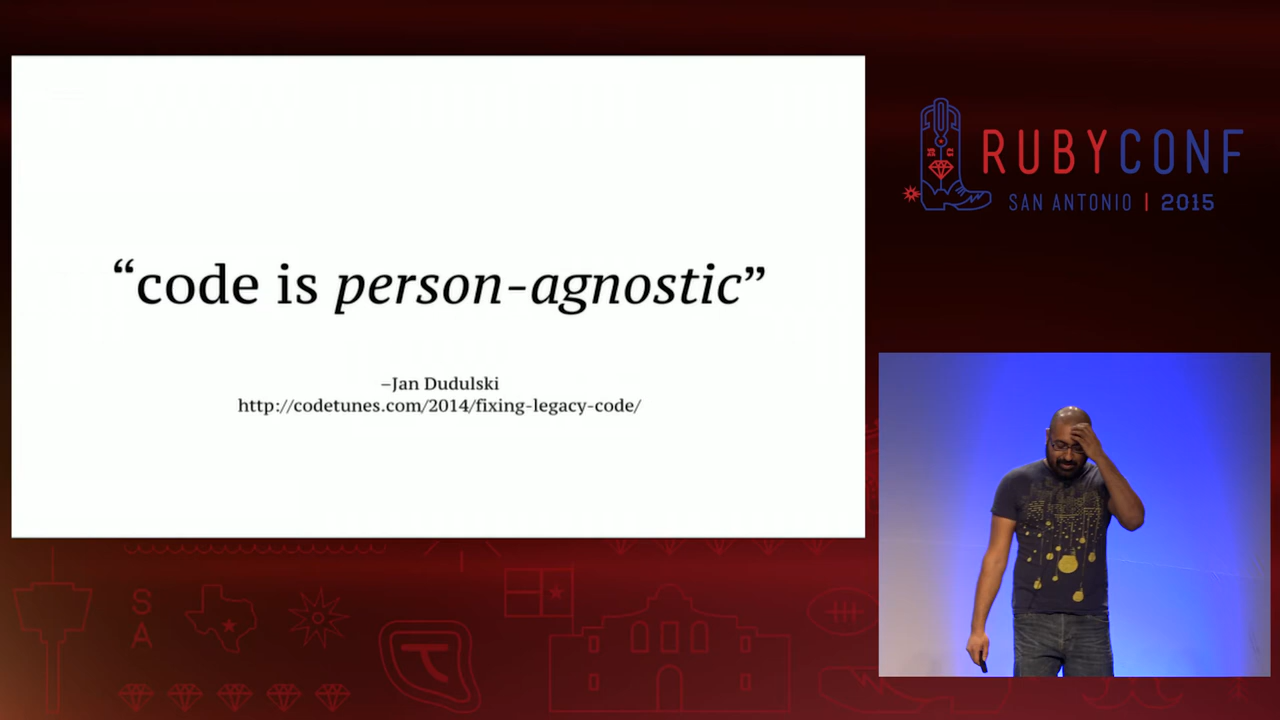 “code is person-agnostic”
–Jan Dudulski
http://codetunes.com/2014/fixing-legacy-code/
RUBYCONF
SAN ANTONIO | 2015
R C
S
A